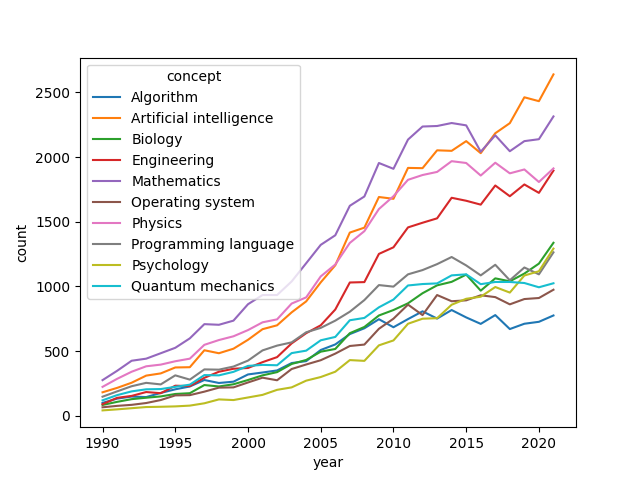 concept
Algorithm
Artificial intelligence
Biology
Engineering
Mathematics
Operating system
Physics
Programming language
Psychology
Quantum mechanics
2500
2000
1500
1000
500
0
count
1990 1995 2000 2005 2010 2015 2020
year